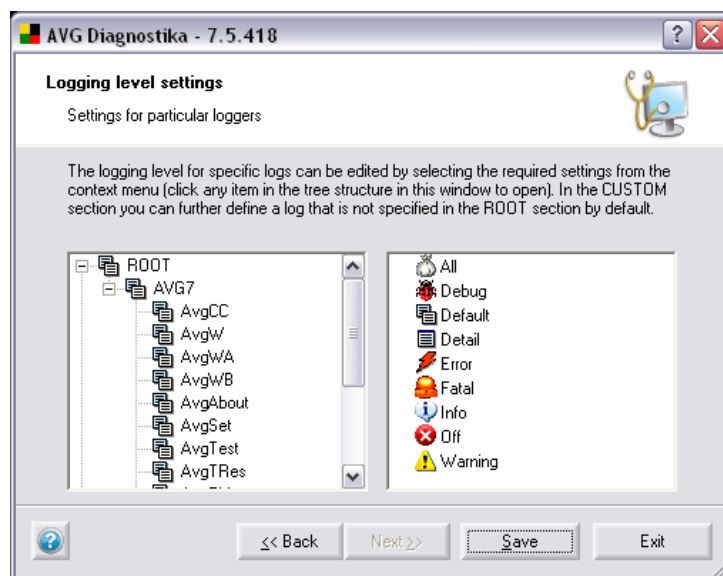 AVG Diagnostika - 7.5.418
Logging level settings
Settings for particular loggers
The logging level for specific logs can be edited by selecting the required settings from the
context menu (click any item in the tree structure in this window to open). In the CUSTOM
section you can further define a log that is not specified in the ROOT section by default.
ROOT
AVG7
AvgCC
AvgW
AvgWA
AvgWB
AvgAbout
AvgSet
AvgTest
AvgTRes
All
Debug
Default
Detail
Error
Fatal
Info
Off
Warning
<< Back
Next >>
Save
Exit